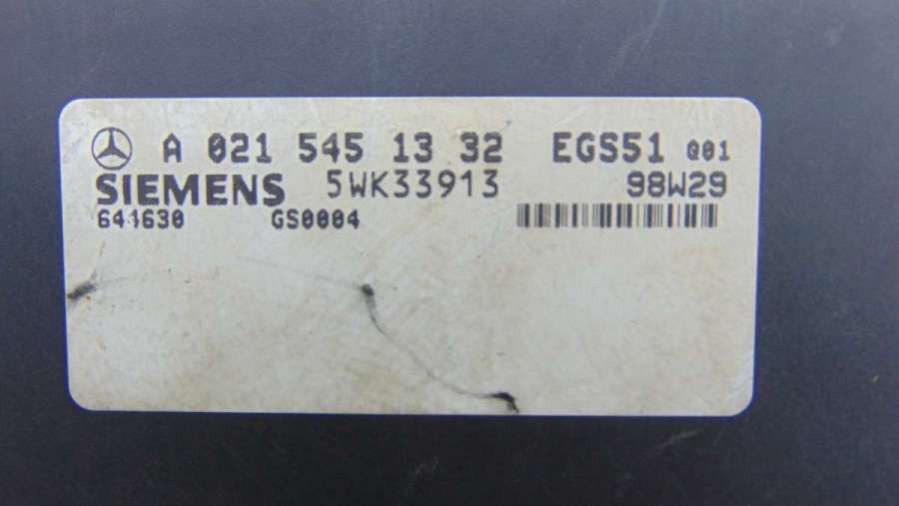 A 021 545 13 32 EGS51 Q01
SIEMENS 5WK33913 98W29
641630 GS0004